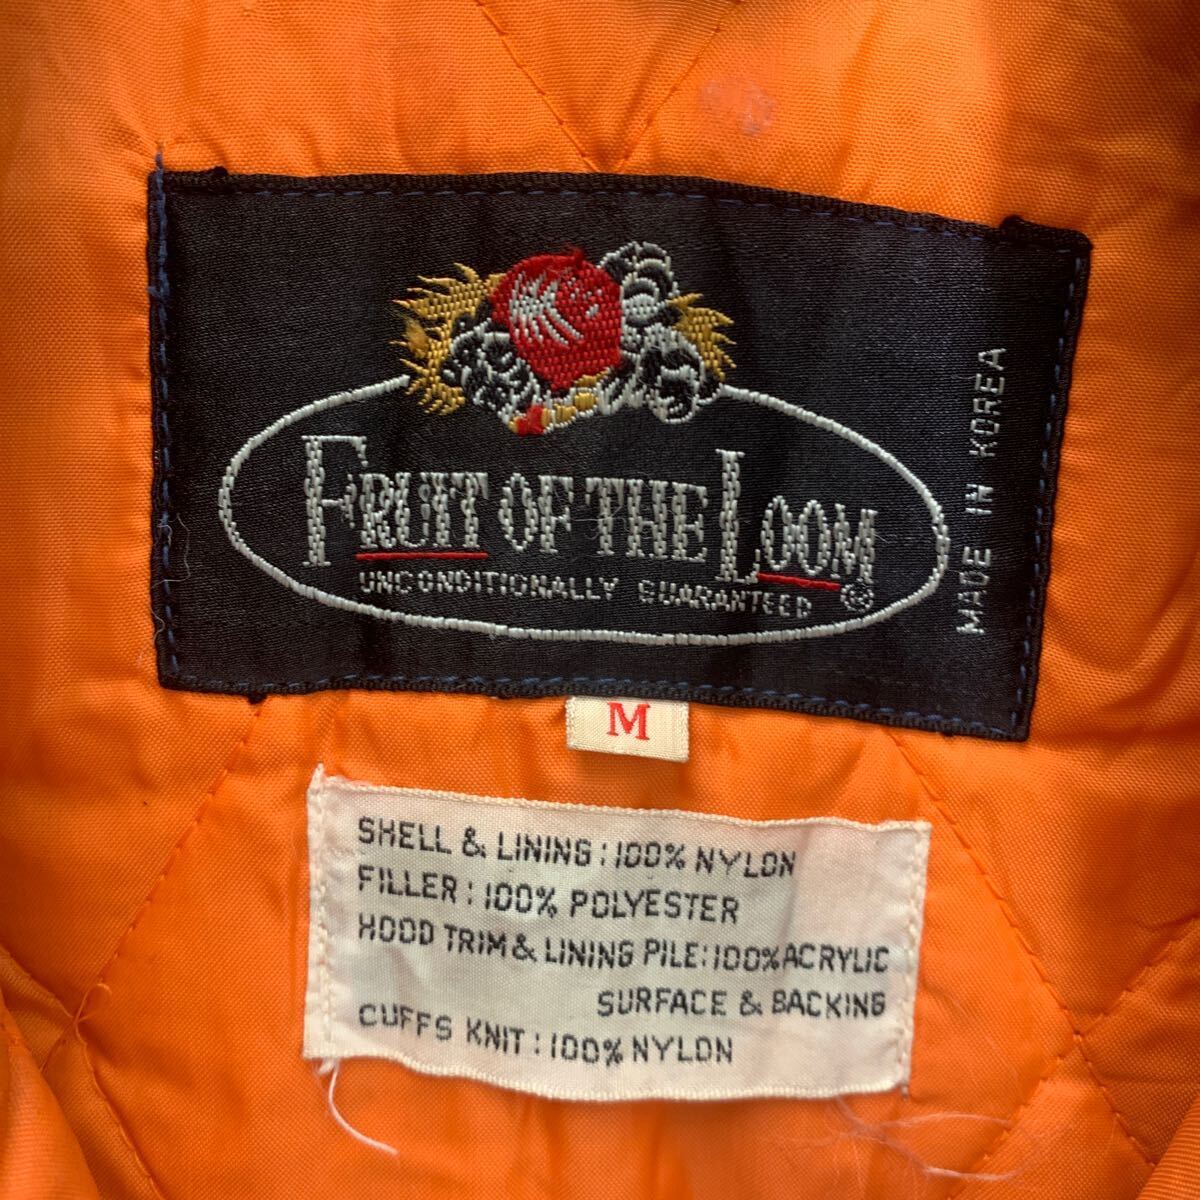 FRUIT OF THE LOOM
UNCONDITIONALLY GUARANTEED ®
MADE IN KOREA
M
SHELL & LINING : 100% NYLON
FILLER : 100% POLYESTER
HOOD TRIM & LINING PILE : 100% ACRYLIC
SURFACE & BACKING
CUFFS KNIT : 100% NYLON